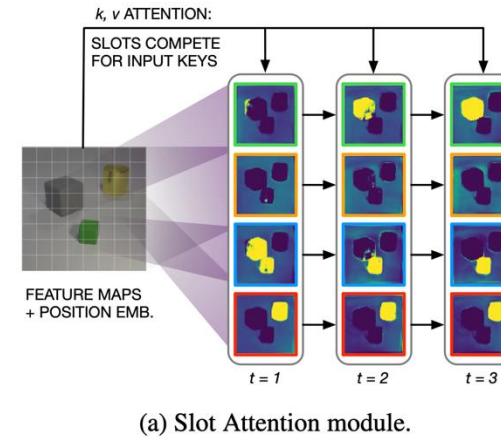 k, v ATTENTION:
SLOTS COMPETE
FOR INPUT KEYS
FEATURE MAPS
+ POSITION EMB.
t = 1
t = 2
t = 3
(a) Slot Attention module.